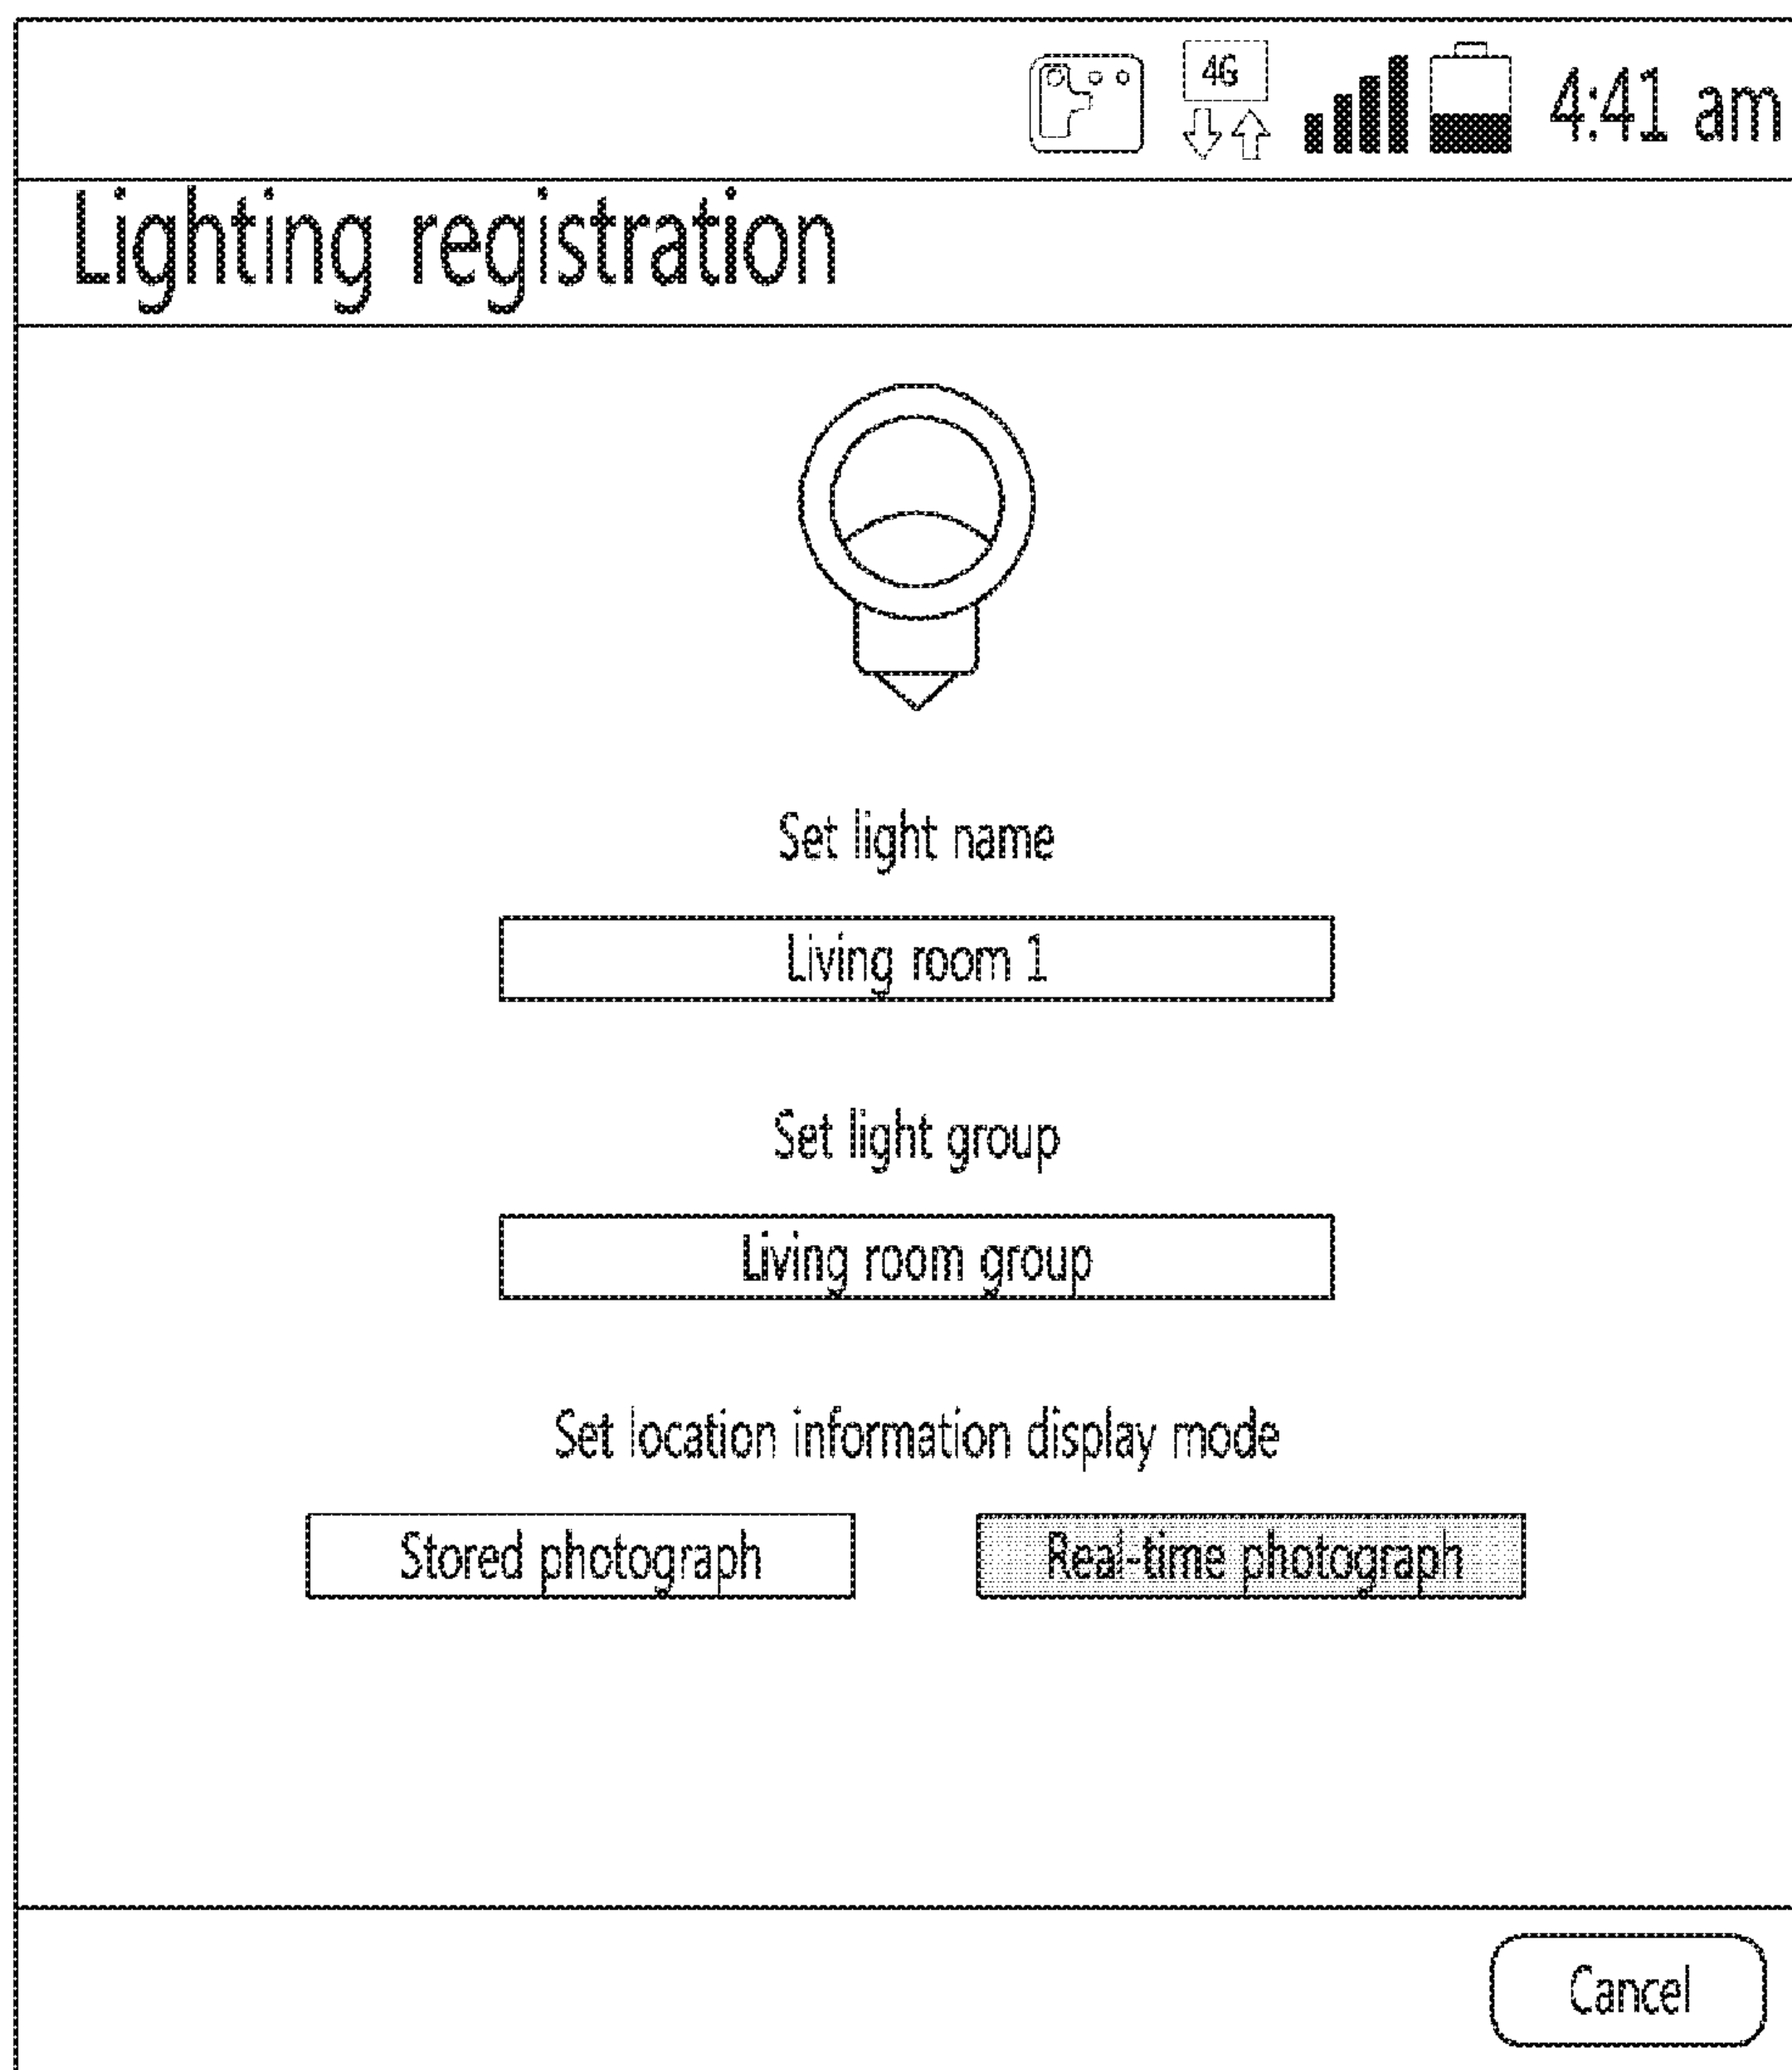 4G
4:41 am
Lighting registration
Set light name
Living room 1
Set light group
Living room group
Set location information display mode
Stored photograph Real-time photograph
Cancel